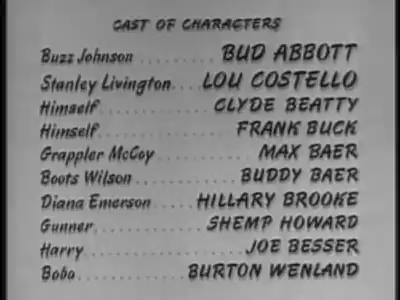 CAST OF CHARACTERS
Buzz Johnson.......... BUD ABBOTT
Stanley Livington.... LOU COSTELLO
Himself............. CLYDE BEATTY
Himself............... FRANK BUCK
Grappler McCoy............ MAX BAER
Boots Wilson.......... BUDDY BAER
Diana Emerson..... HILLARY BROOKE
Gunner............ SHEMP HOWARD
Harry................ JOE BESSER
Bobo........... BURTON WENLAND